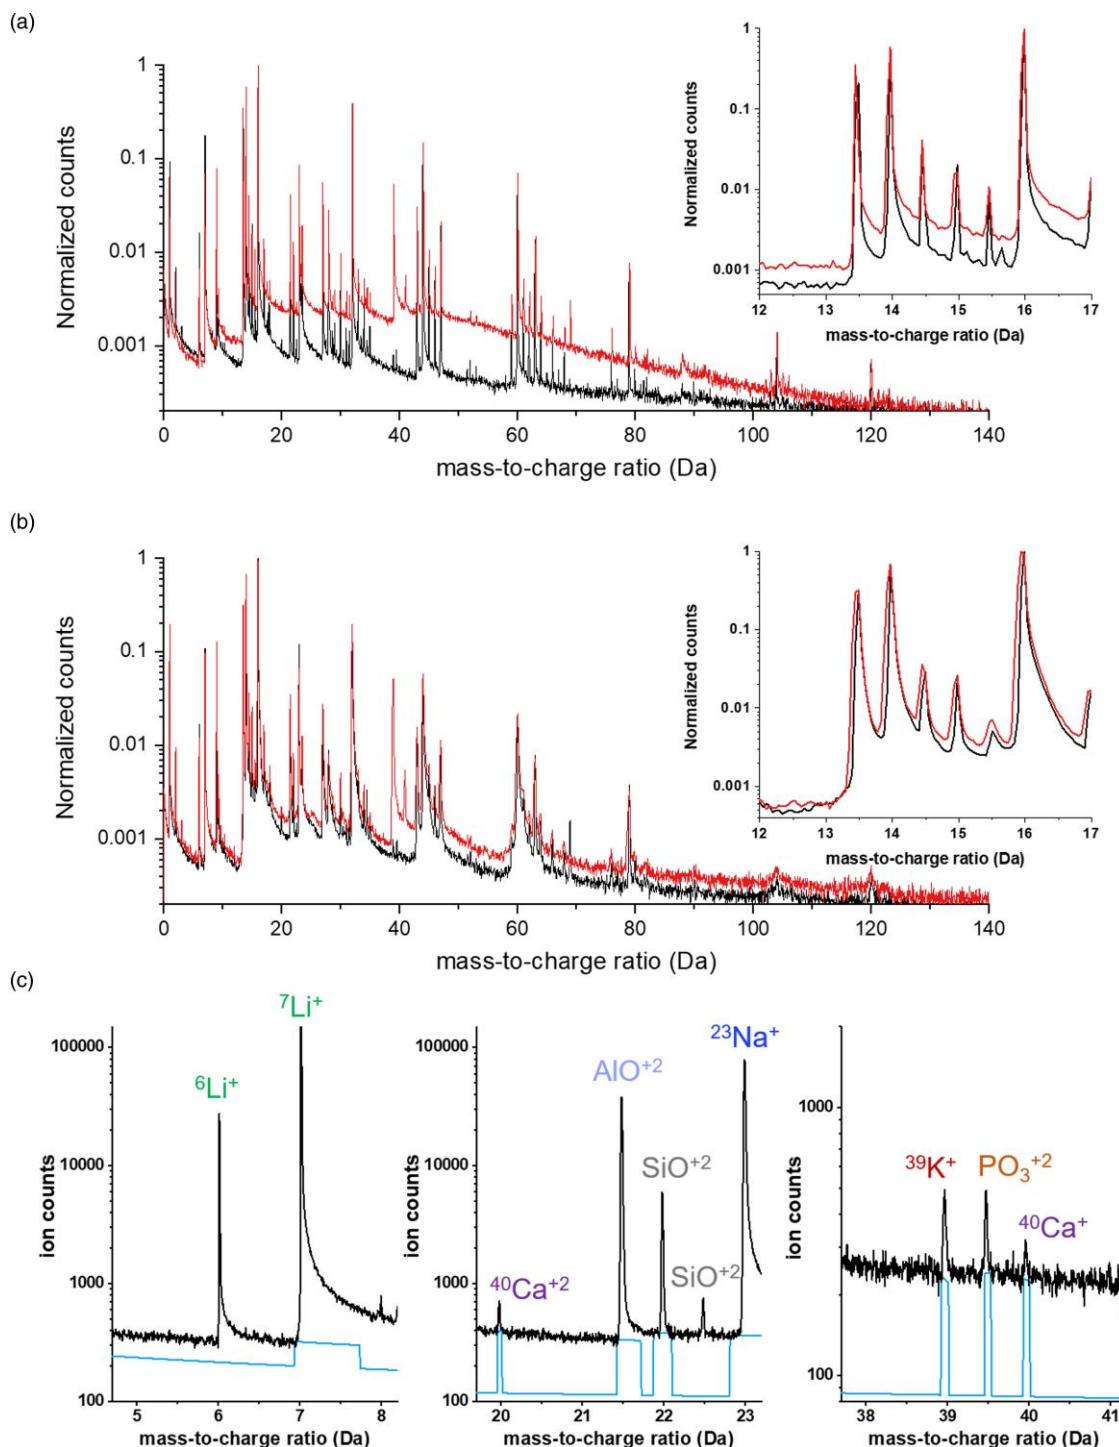 (a)
1
0.1
0.01
0.001
Normalized counts
0 20 40 60 80 100 120 140
mass-to-charge ratio (Da)
1
0.1
0.01
0.001
Normalized counts
12 13 14 15 16 17
mass-to-charge ratio (Da)
(b)
1
0.1
0.01
0.001
Normalized counts
0 20 40 60 80 100 120 140
mass-to-charge ratio (Da)
1
0.1
0.01
0.001
Normalized counts
12 13 14 15 16 17
mass-to-charge ratio (Da)
(c)
⁷Li⁺
⁶Li⁺
100000
10000
1000
100
ion counts
5 6 7 8
mass-to-charge ratio (Da)
²³Na⁺
AlO⁺²
SiO⁺²
SiO⁺²
⁴⁰Ca⁺²
100000
10000
1000
100
ion counts
20 21 22 23
mass-to-charge ratio (Da)
³⁹K⁺ PO₃⁺²
⁴⁰Ca⁺
1000
100
ion counts
38 39 40 41
mass-to-charge ratio (Da)